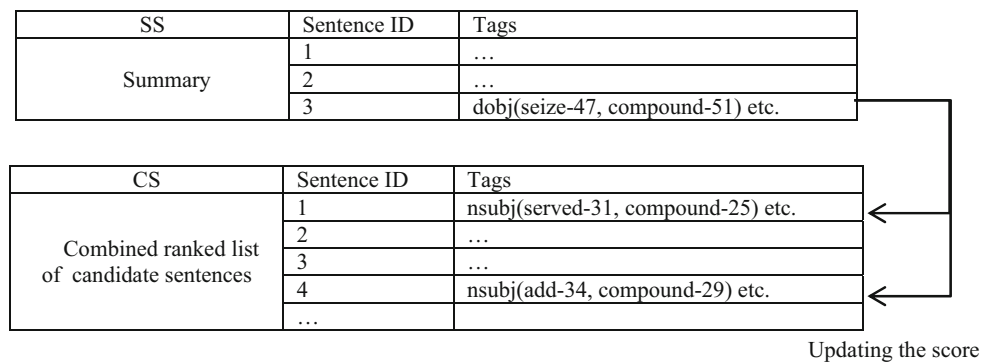 SS Sentence ID Tags
Summary 1 …
2 …
3 dobj(seize-47, compound-51) etc.
CS Sentence ID Tags
Combined ranked list of candidate sentences 1 nsubj(served-31, compound-25) etc.
2 …
3 …
4 nsubj(add-34, compound-29) etc.
…
Updating the score